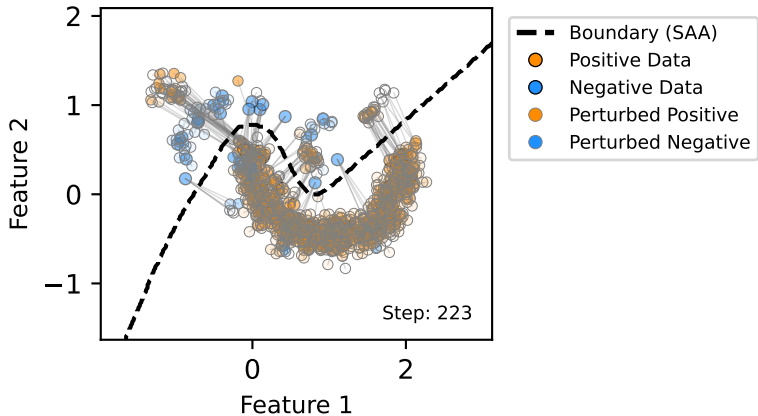 2
1
0
−1
Feature 2
0
2
Feature 1
Step: 223
Boundary (SAA)
Positive Data
Negative Data
Perturbed Positive
Perturbed Negative